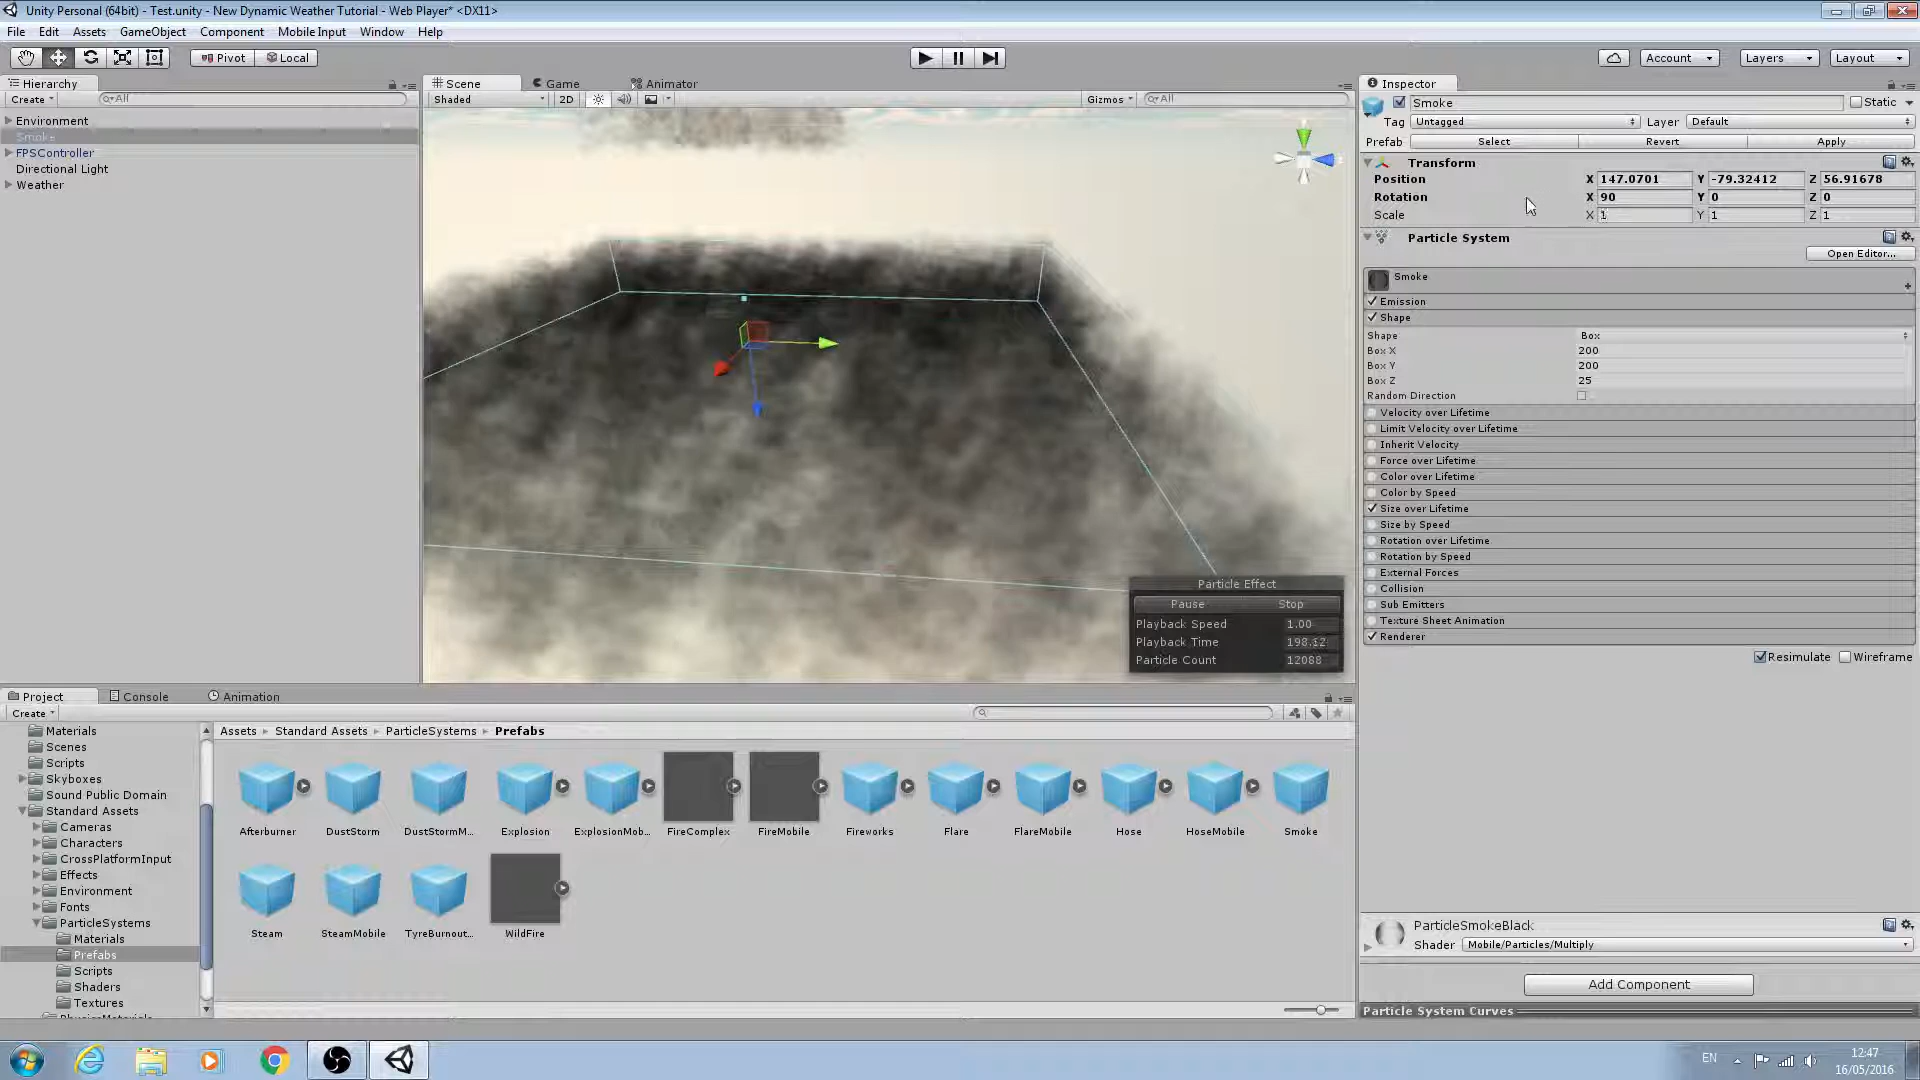 Unity Personal (64bit) - Test.unity - New Dynamic Weather Tutorial - Web Player* <DX11>
File Edit Assets GameObject Component Mobile Input Window Help
Pivot Local Account Layers Layout
Hierarchy
Create All
Environment
Smoke
FPSController
Directional Light
Weather
Scene Game Animator
Shaded 2D Gizmos All
Particle Effect
Pause Stop
Playback Speed 1.00
Playback Time 198.12
Particle Count 12088
Inspector
Smoke Static
Tag Untagged Layer Default
Prefab Select Revert Apply
Transform
Position X 147.0701 Y -79.32412 Z 56.91678
Rotation X 90 Y 0 Z 0
Scale X 1 Y 1 Z 1
Particle System
Open Editor...
Smoke
Emission
Shape
Shape Box
Box X 200
Box Y 200
Box Z 25
Random Direction
Velocity over Lifetime
Limit Velocity over Lifetime
Inherit Velocity
Force over Lifetime
Color over Lifetime
Color by Speed
Size over Lifetime
Size by Speed
Rotation over Lifetime
Rotation by Speed
External Forces
Collision
Sub Emitters
Texture Sheet Animation
Renderer
Resimulate Wireframe
ParticleSmokeBlack
Shader Mobile/Particles/Multiply
Add Component
Particle System Curves
Project Console Animation
Create
Materials
Scenes
Scripts
Skyboxes
Sound Public Domain
Standard Assets
Cameras
Characters
CrossPlatformInput
Effects
Environment
Fonts
ParticleSystems
Materials
Prefabs
Scripts
Shaders
Textures
Assets Standard Assets ParticleSystems Prefabs
Afterburner DustStorm DustStormM... Explosion ExplosionMob... FireComplex FireMobile Fireworks Flare FlareMobile Hose HoseMobile Smoke
Steam SteamMobile TyreBurnout... WildFire
EN
12:47
16/05/2016